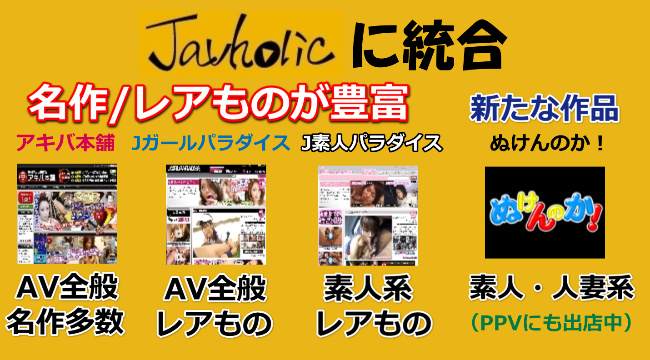 Javholic に統合
名作/レアものが豊富
新たな作品
アキバ本舗 Jガールパラダイス J素人パラダイス ぬけんのか！
ぬけんのか!
AV全般
名作多数
AV全般
レアもの
素人系
レアもの
素人・人妻系
（PPVにも出店中）